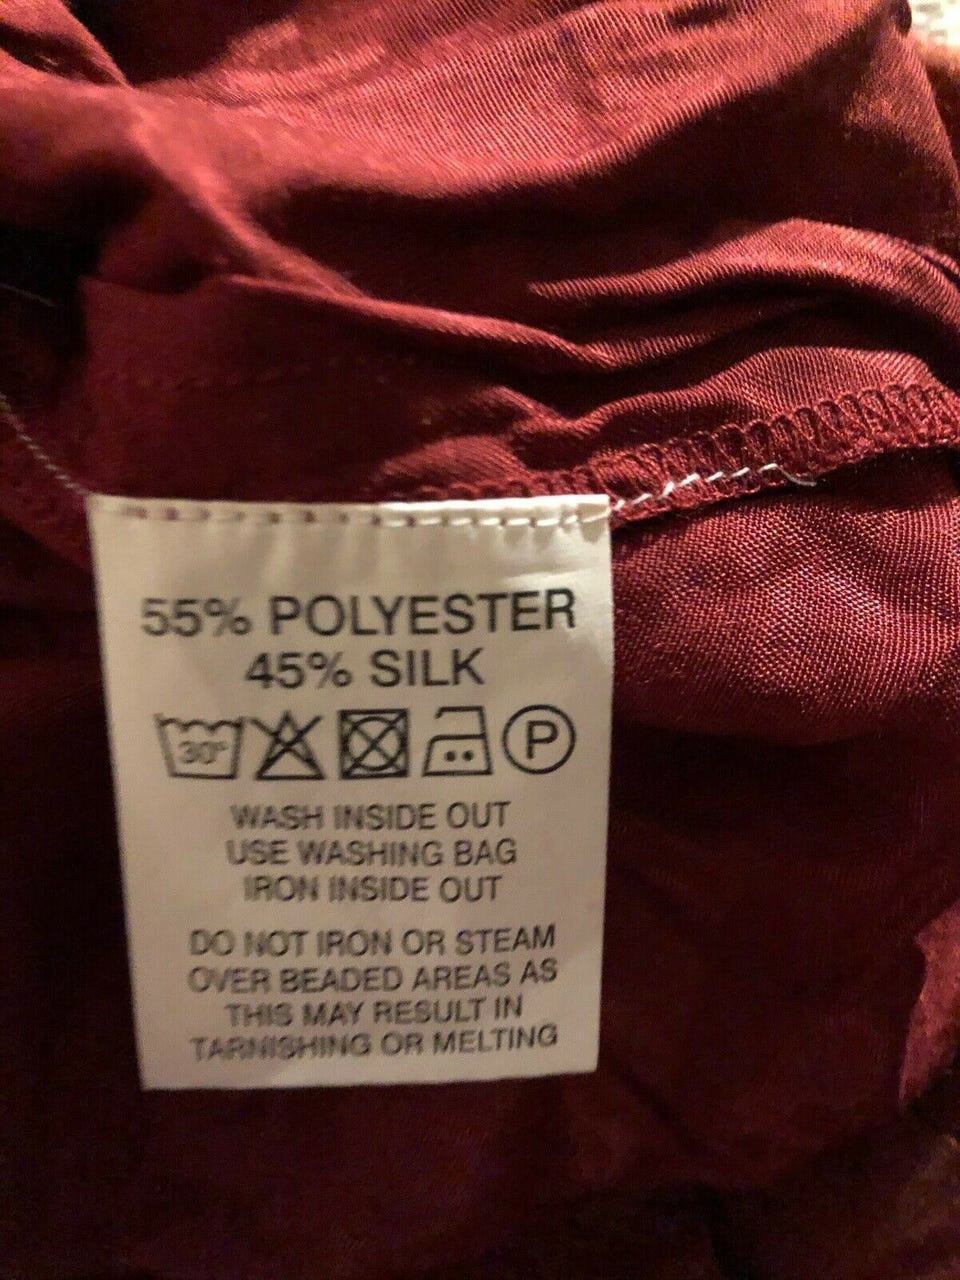 55% POLYESTER
45% SILK
30° P
WASH INSIDE OUT
USE WASHING BAG
IRON INSIDE OUT
DO NOT IRON OR STEAM
OVER BEADED AREAS AS
THIS MAY RESULT IN
TARNISHING OR MELTING